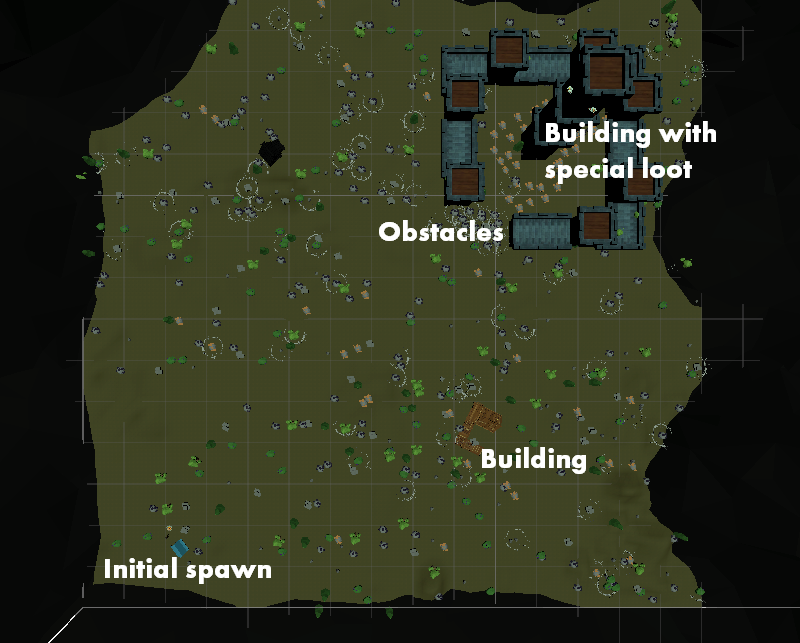 Building with
special loot
Obstacles
Building
Initial spawn